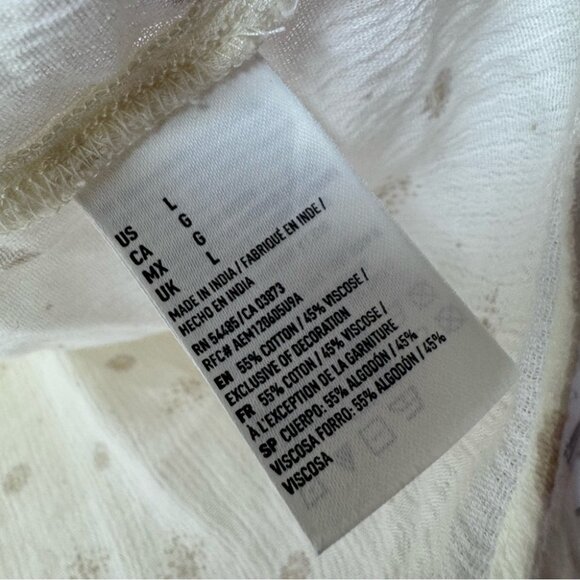 US L
CA G
MX G
UK L
MADE IN INDIA / FABRIQUÉ EN INDE /
HECHO EN INDIA
RN 54485/CA 03873
RFC# AEM120605U9A
EN 55% COTTON / 45% VISCOSE /
EXCLUSIVE OF DECORATION
FR 55% COTON / 45% VISCOSE /
À L'EXCEPTION DE LA GARNITURE
SP CUERPO: 55% ALGODÓN / 45%
VISCOSA FORRO: 55% ALGODON / 45%
VISCOSA